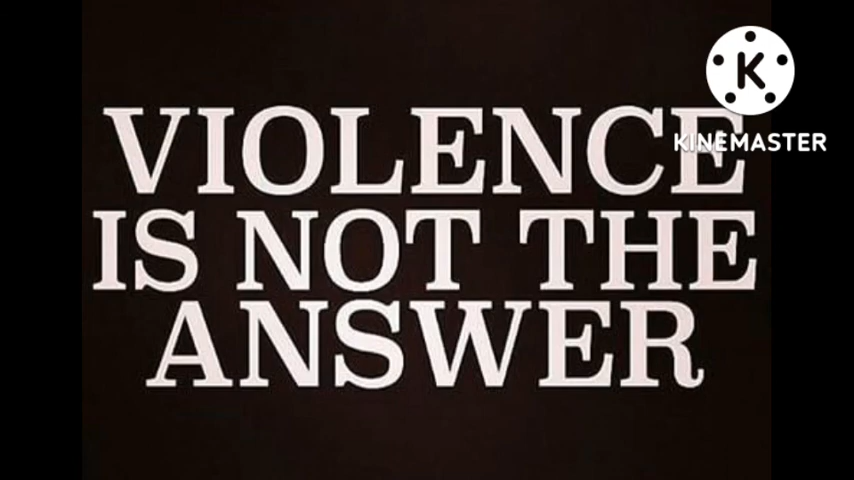 VIOLENCE
IS NOT THE
ANSWER
K
KINEMASTER